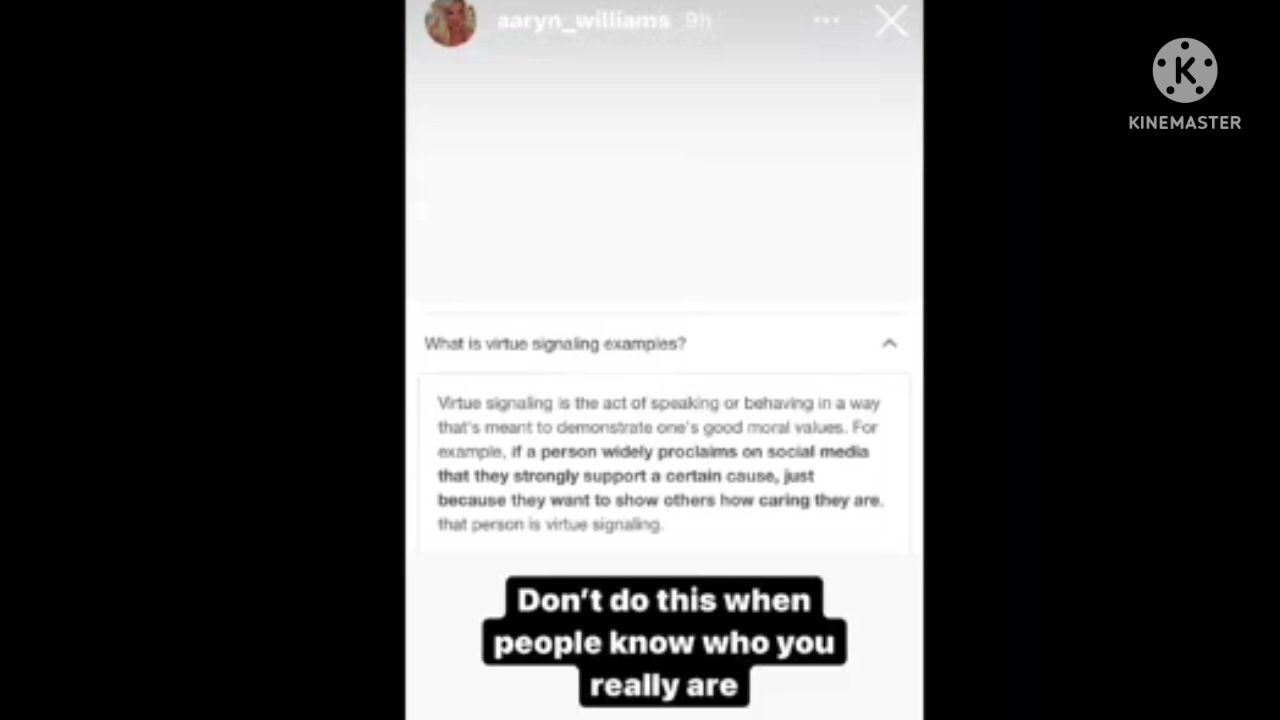 aaryn_williams 9h
KINEMASTER
What is virtue signaling examples?
Virtue signaling is the act of speaking or behaving in a way
that's meant to demonstrate one's good moral values. For
example, if a person widely proclaims on social media
that they strongly support a certain cause, just
because they want to show others how caring they are,
that person is virtue signaling.
Don't do this when
people know who you
really are